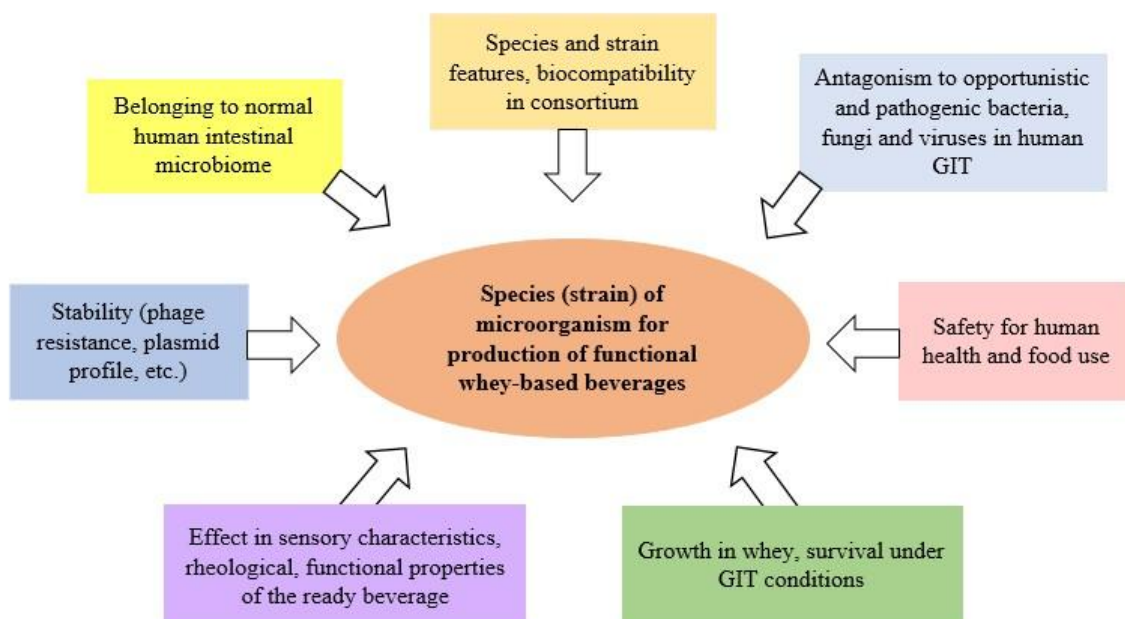 Species and strain
features, biocompatibility
in consortium
Belonging to normal
human intestinal
microbiome
Antagonism to opportunistic
and pathogenic bacteria,
fungi and viruses in human
GIT
Stability (phage
resistance, plasmid
profile, etc.)
Species (strain) of
microorganism for
production of functional
whey-based beverages
Safety for human
health and food use
Effect in sensory characteristics,
rheological, functional properties
of the ready beverage
Growth in whey, survival under
GIT conditions